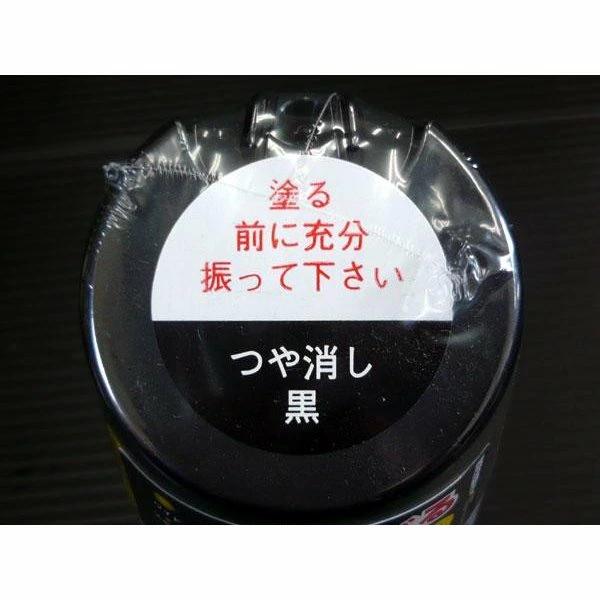 塗る
前に充分
振って下さい
つや消し
黒